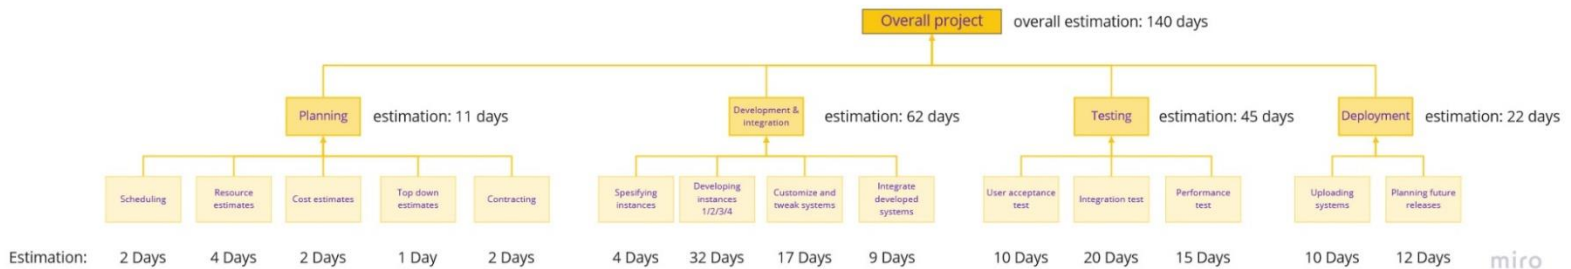 Overall project
overall estimation: 140 days
Planning
estimation: 11 days
Development &
integration
estimation: 62 days
Testing
estimation: 45 days
Deployment
estimation: 22 days
Scheduling
Resource
estimates
Cost estimates
Top down
estimates
Contracting
Spesifying
instances
Developing
instances
1/2/3/4
Customize and
tweak systems
Integrate
developed
systems
User acceptance
test
Integration test
Performance
test
Uploading
systems
Planning future
releases
Estimation: 2 Days 4 Days 2 Days 1 Day 2 Days 4 Days 32 Days 17 Days 9 Days 10 Days 20 Days 15 Days 10 Days 12 Days
miro